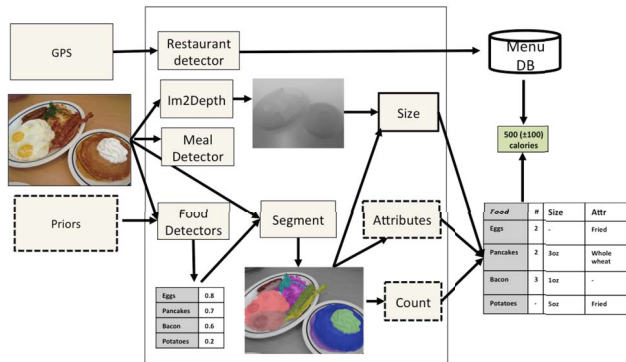 GPS
Restaurant
detector
Menu
DB
Im2Depth
Size
Meal
Detector
500 (±100)
calories
Priors
Food
Detectors
Segment
Attributes
Count
Eggs 0.8
Pancakes 0.7
Bacon 0.6
Potatoes 0.2
Food # Size Attr
Eggs 2 - Fried
Pancakes 2 3oz Whole
wheat
Bacon 3 1oz -
Potatoes - 5oz Fried